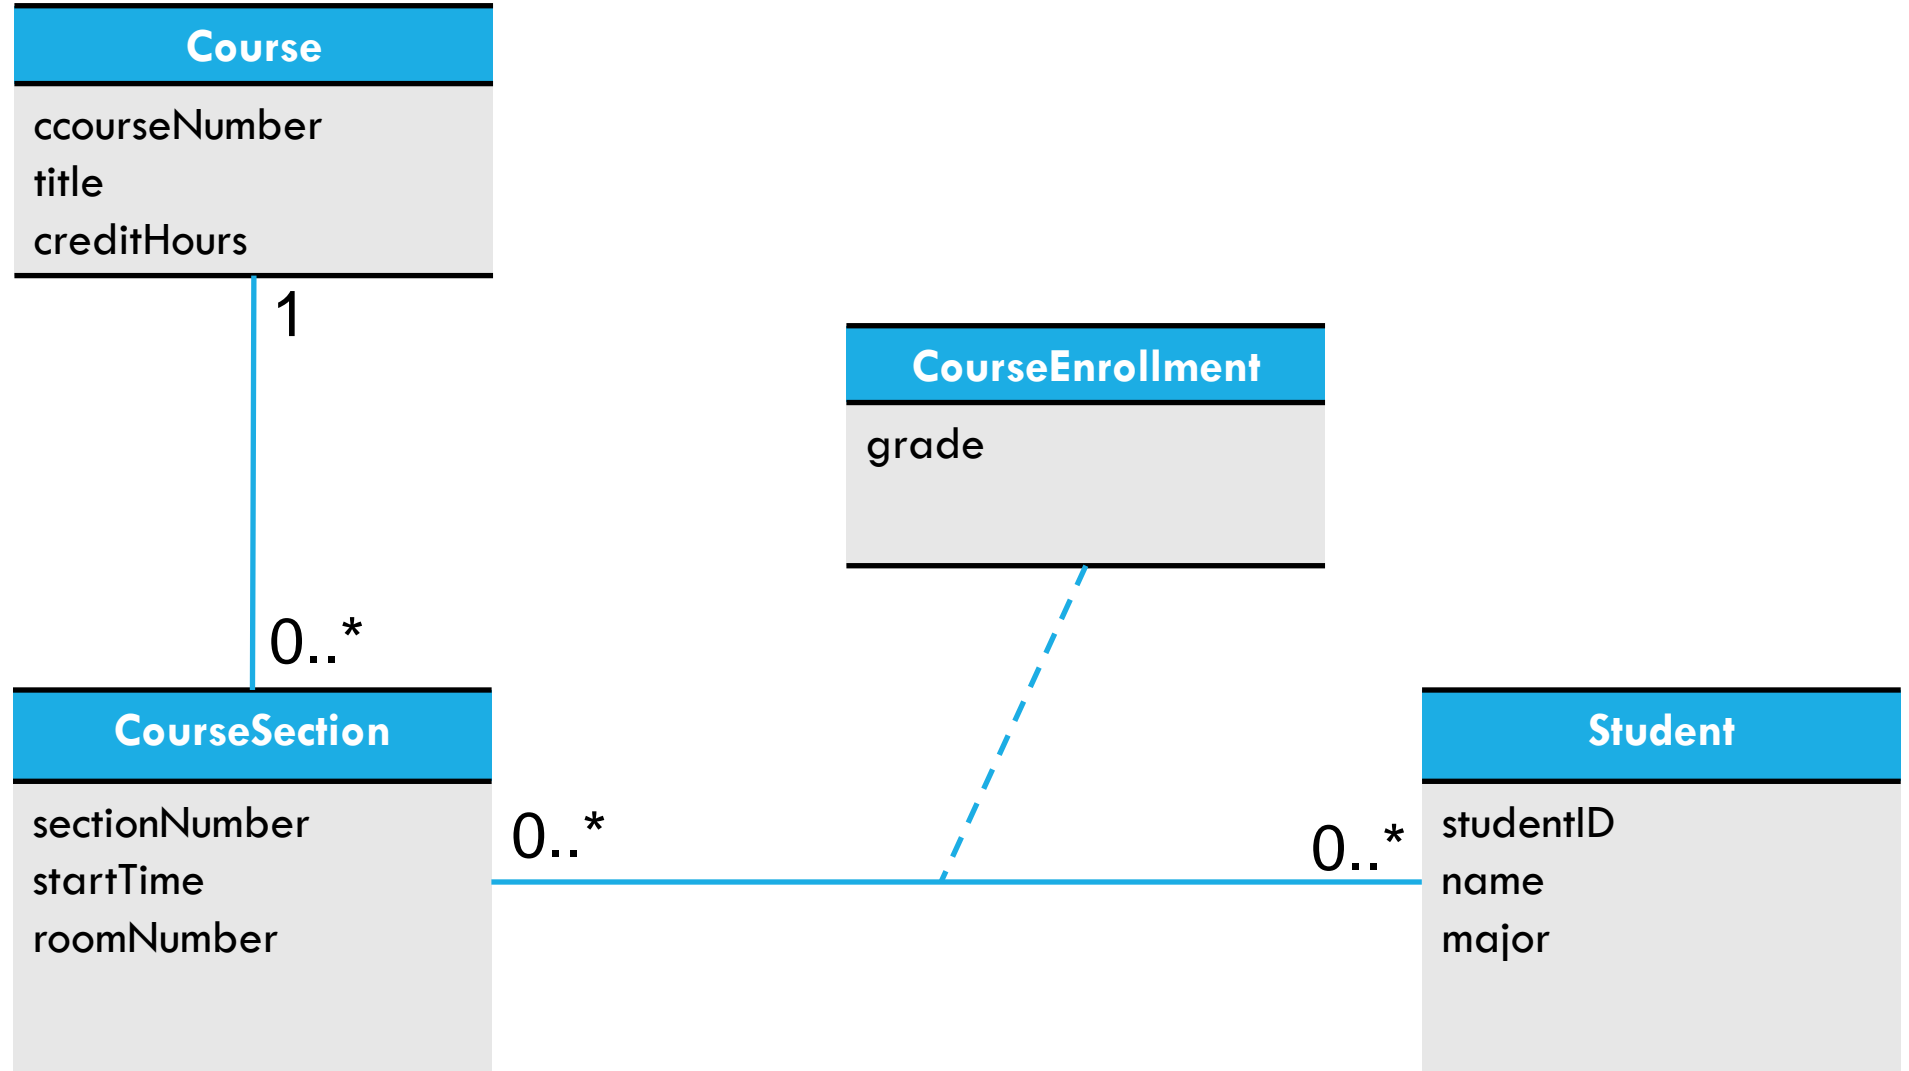 Course
ccourseNumber
title
creditHours
1
0..*
CourseEnrollment
grade
CourseSection
sectionNumber
startTime
roomNumber
0..*
0..*
Student
studentID
name
major